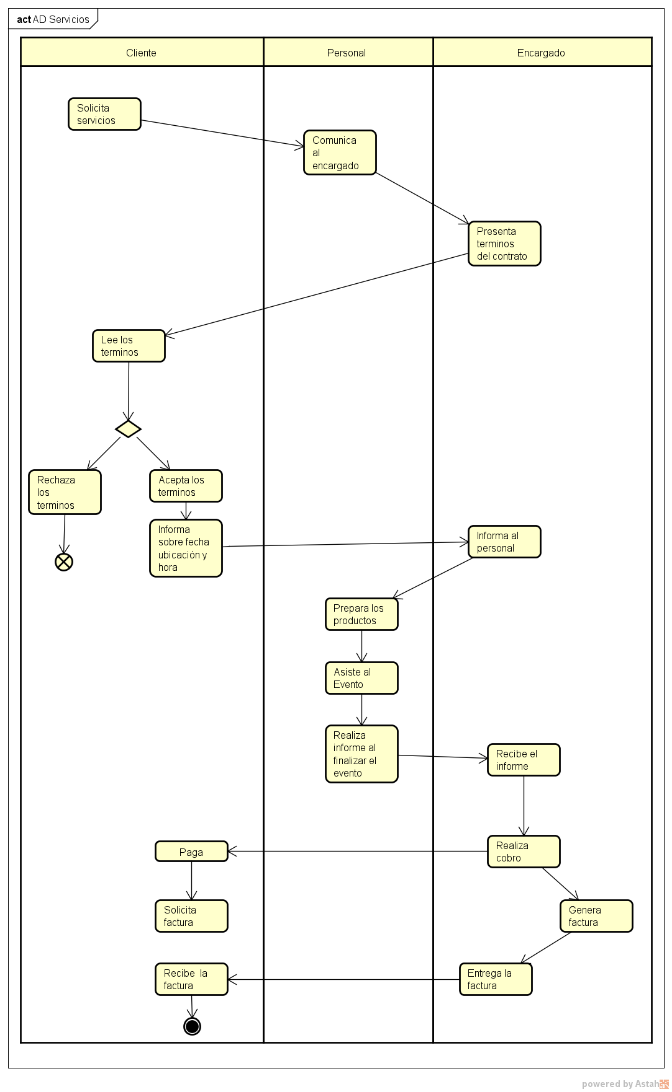 act AD Servicios
Cliente
Personal
Encargado
Solicita
servicios
Comunica
al
encargado
Presenta
terminos
del contrato
Lee los
terminos
Rechaza
los
terminos
Acepta los
terminos
Informa
sobre fecha
ubicación y
hora
Informa al
personal
Prepara los
productos
Asiste al
Evento
Realiza
informe al
finalizar el
evento
Recibe el
informe
Realiza
cobro
Paga
Solicita
factura
Genera
factura
Entrega la
factura
Recibe la
factura
powered by Astah